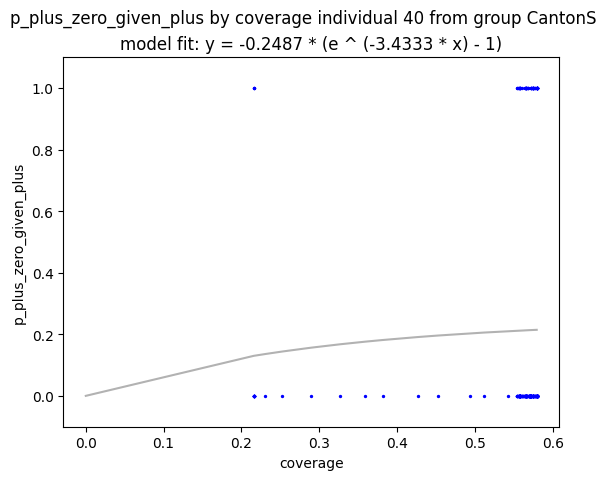 p_plus_zero_given_plus by coverage individual 40 from group CantonS
model fit: y = -0.2487 * (e ^ (-3.4333 * x) - 1)
1.0
0.8
0.6
0.4
0.2
0.0
p_plus_zero_given_plus
0.0 0.1 0.2 0.3 0.4 0.5 0.6
coverage